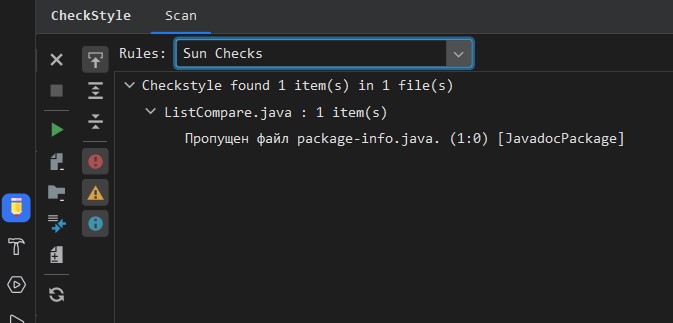 CheckStyle Scan
Rules: Sun Checks
Checkstyle found 1 item(s) in 1 file(s)
ListCompare.java : 1 item(s)
Пропущен файл package-info.java. (1:0) [JavadocPackage]